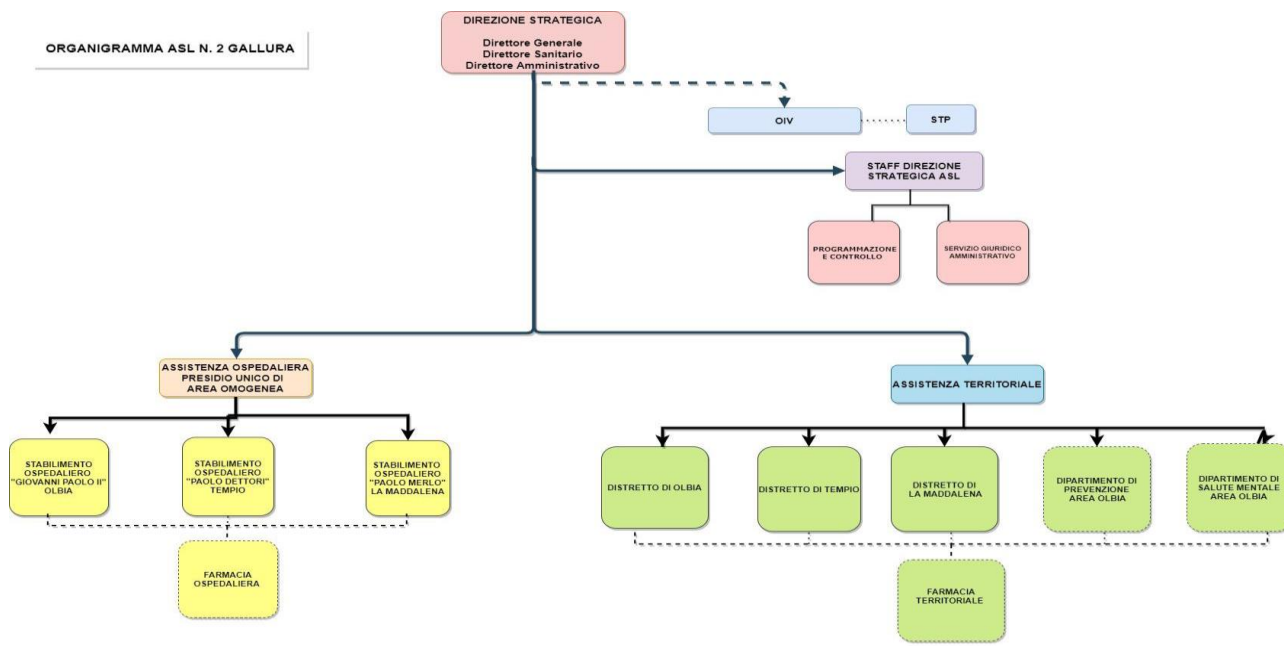 ORGANIGRAMMA ASL N. 2 GALLURA
DIREZIONE STRATEGICA
Direttore Generale
Direttore Sanitario
Direttore Amministrativo
OIV
STP
STAFF DIREZIONE
STRATEGICA ASL
PROGRAMMAZIONE
E CONTROLLO
SERVIZIO GIURIDICO
AMMINISTRATIVO
ASSISTENZA OSPEDALIERA
PRESIDIO UNICO DI
AREA OMOGENEA
ASSISTENZA TERRITORIALE
STABILIMENTO
OSPEDALIERO
"GIOVANNI PAOLO II"
OLBIA
STABILIMENTO
OSPEDALIERO
"PAOLO DETTORI"
TEMPIO
STABILIMENTO
OSPEDALIERO
"PAOLO MERLO"
LA MADDALENA
DISTRETTO DI OLBIA
DISTRETTO DI TEMPIO
DISTRETTO DI
LA MADDALENA
DIPARTIMENTO DI
PREVENZIONE
AREA OLBIA
DIPARTIMENTO DI
SALUTE MENTALE
AREA OLBIA
FARMACIA
OSPEDALIERA
FARMACIA
TERRITORIALE